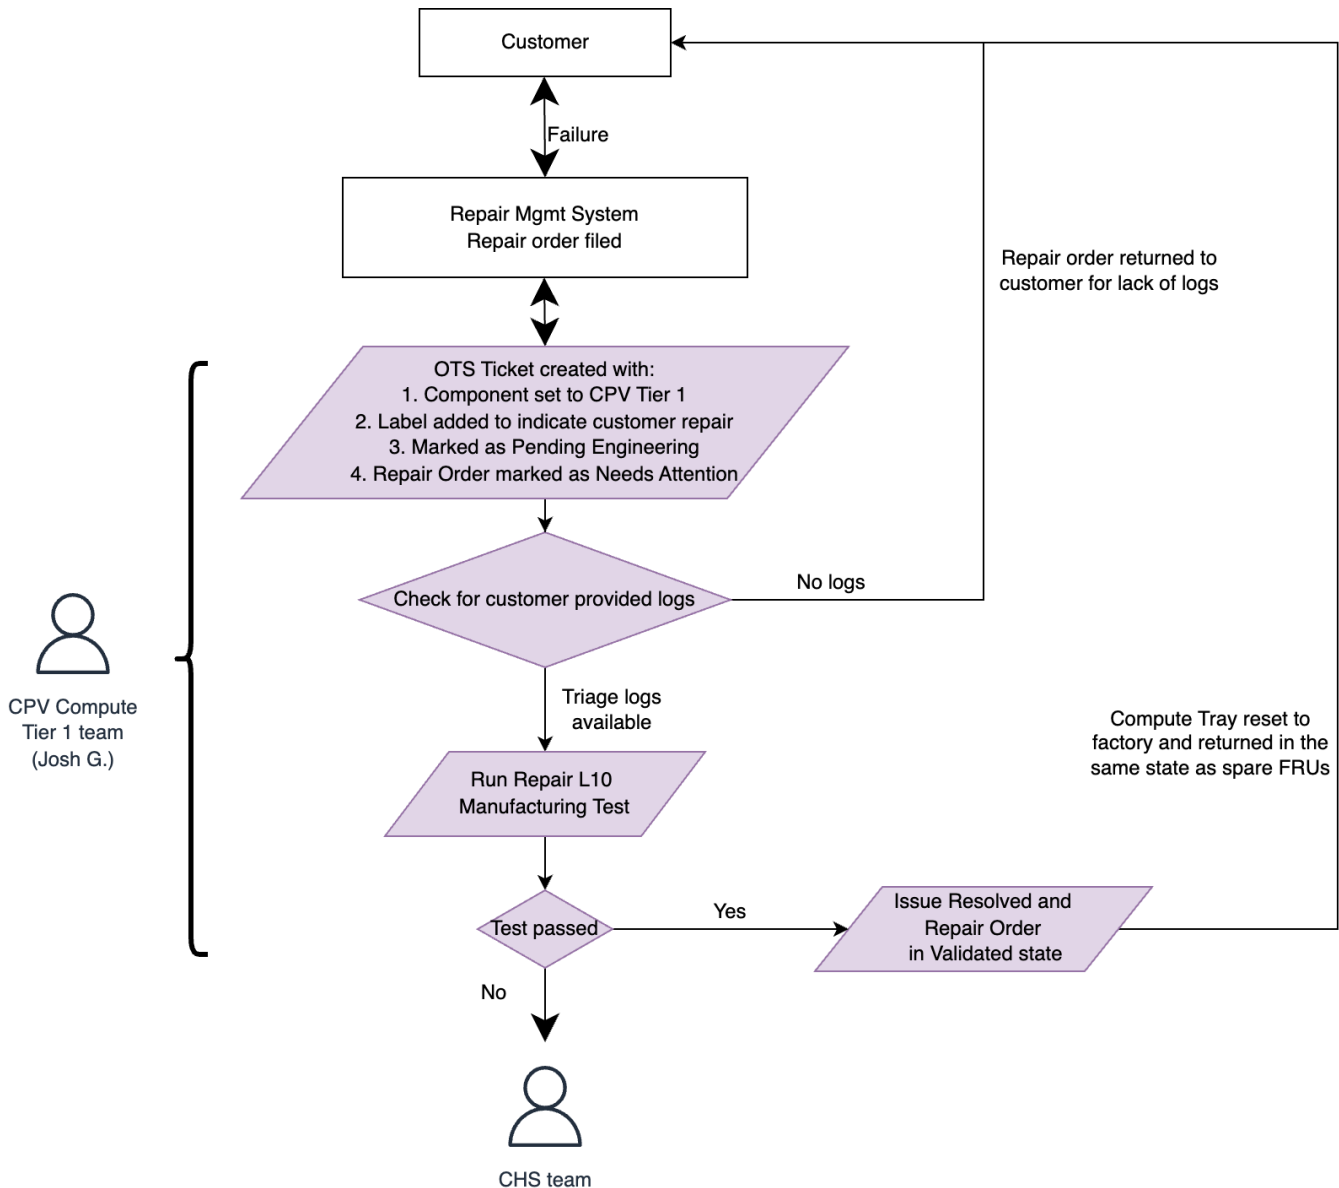 Customer
Failure
Repair Mgmt System
Repair order filed
Repair order returned to
customer for lack of logs
OTS Ticket created with:
1. Component set to CPV Tier 1
2. Label added to indicate customer repair
3. Marked as Pending Engineering
4. Repair Order marked as Needs Attention
Check for customer provided logs
No logs
CPV Compute
Tier 1 team
(Josh G.)
Triage logs
available
Compute Tray reset to
factory and returned in the
same state as spare FRUs
Run Repair L10
Manufacturing Test
Test passed
Yes
Issue Resolved and
Repair Order
in Validated state
No
CHS team